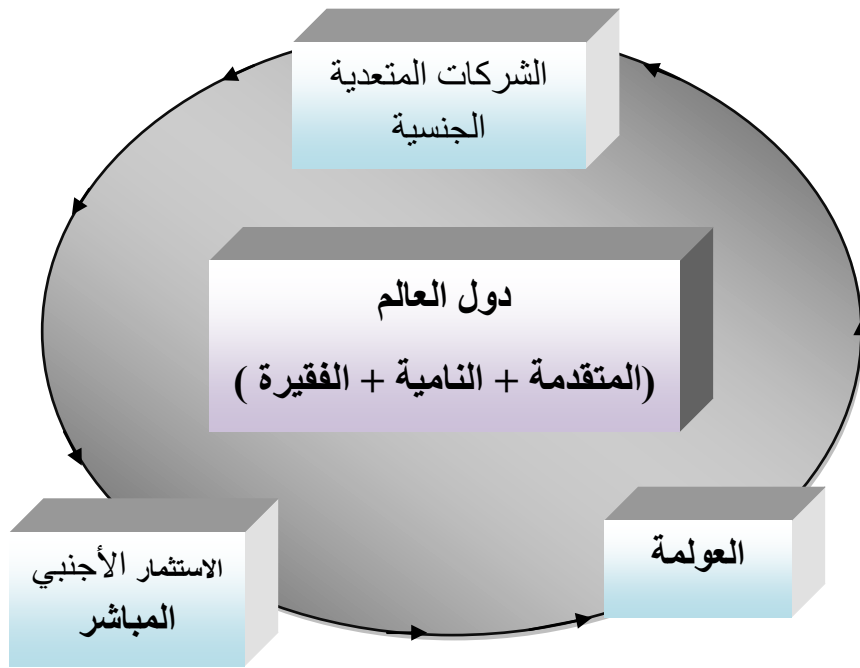 الشركات المتعدية
الجنسية
دول العالم
(المتقدمة + النامية + الفقيرة )
العولمة
الاستثمار الأجنبي
المباشر